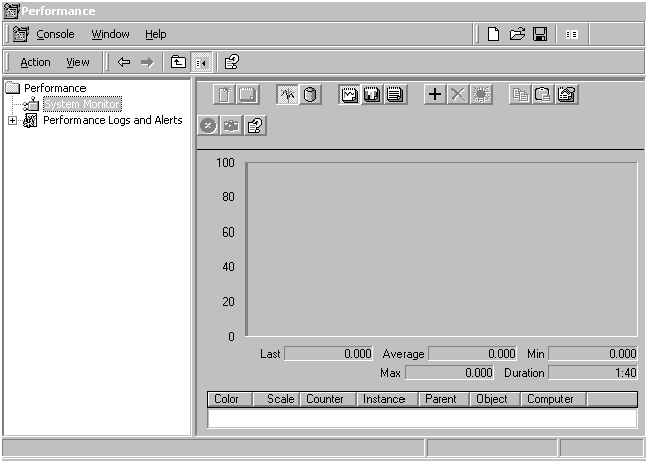 Performance
Console Window Help
Action View
Performance
System Monitor
Performance Logs and Alerts
100
80
60
40
20
0
Last 0.000 Average 0.000 Min 0.000
Max 0.000 Duration 1:40
Color Scale Counter Instance Parent Object Computer